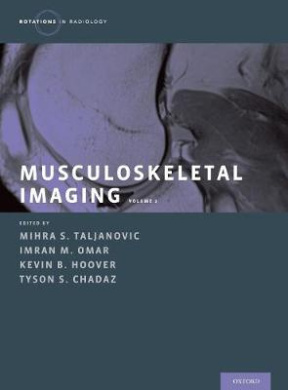 ROTATIONS IN RADIOLOGY
MUSCULOSKELETAL
IMAGING VOLUME 1
EDITED BY
MIHRA S. TALJANOVIC
IMRAN M. OMAR
KEVIN B. HOOVER
TYSON S. CHADAZ
OXFORD